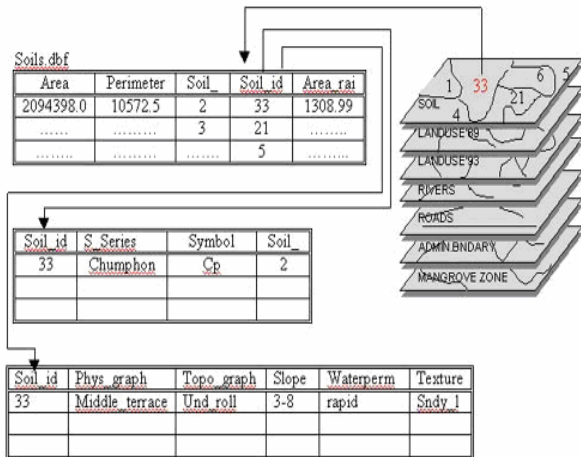 Soils.dbf
Area Perimeter Soil_ Soil_id Area_rai
2094398.0 10572.5 2 33 1308.99
...... ......... 3 21 ........
........ ......... ....... 5 .........
1 33 6 5
21
4
SOIL
LANDUSE'89
LANDUSE'93
RIVERS
ROADS
ADMIN.BNDARY
MANGROVE ZONE
Soil_id S_Series Symbol Soil_
33 Chumphon Cp 2
Soil_id Phys_graph Topo_graph Slope Waterperm Texture
33 Middle_terrace Und_roll 3-8 rapid Sndy_l